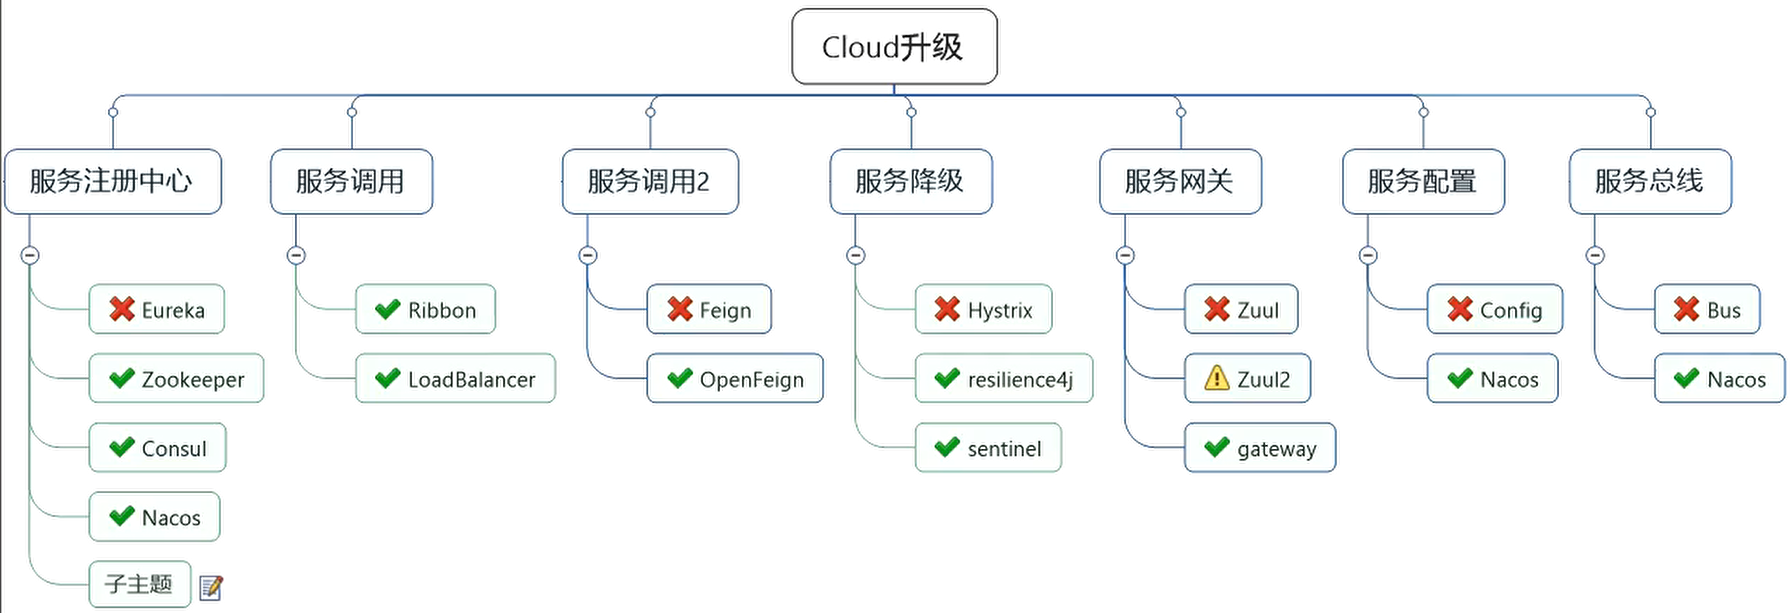 Cloud升级
服务注册中心
Eureka
Zookeeper
Consul
Nacos
子主题
服务调用
Ribbon
LoadBalancer
服务调用2
Feign
OpenFeign
服务降级
Hystrix
resilience4j
sentinel
服务网关
Zuul
Zuul2
gateway
服务配置
Config
Nacos
服务总线
Bus
Nacos